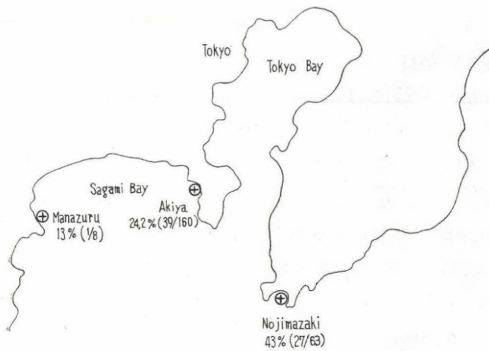 Tokyo
Tokyo Bay
Sagami Bay
Akiya
24,2% (39/160)
Manazuru
13% (1/8)
Nojimazaki
43% (27/63)